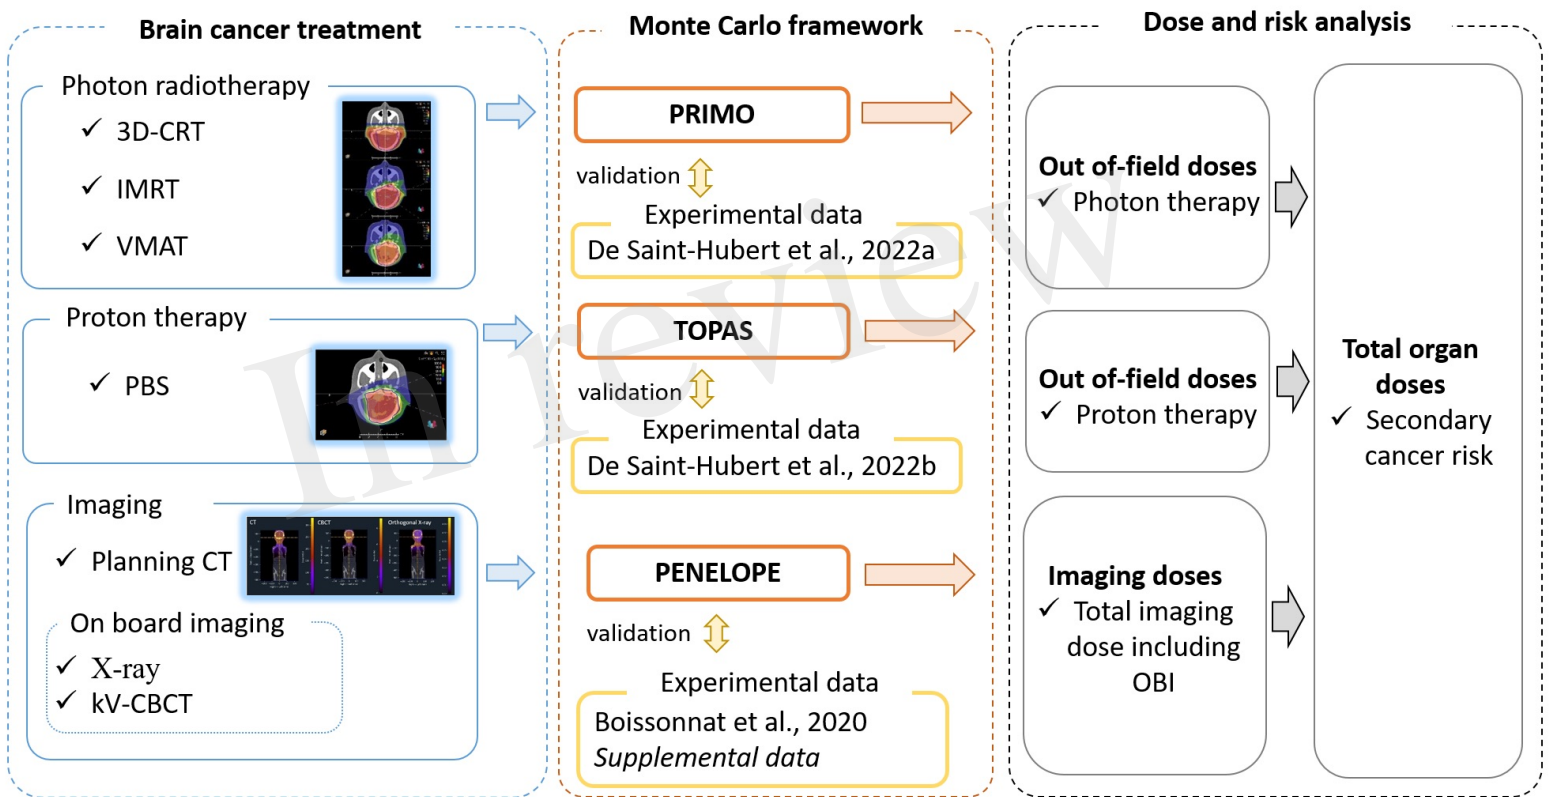 Brain cancer treatment
Photon radiotherapy
✓ 3D-CRT
✓ IMRT
✓ VMAT
Proton therapy
✓ PBS
Imaging
✓ Planning CT
CT
CBCT
Orthogonal X-ray
On board imaging
✓ X-ray
✓ kV-CBCT
Monte Carlo framework
PRIMO
validation
Experimental data
De Saint-Hubert et al., 2022a
TOPAS
validation
Experimental data
De Saint-Hubert et al., 2022b
PENELOPE
validation
Experimental data
Boissonnat et al., 2020
Supplemental data
Dose and risk analysis
Out of-field doses
✓ Photon therapy
Out of-field doses
✓ Proton therapy
Imaging doses
✓ Total imaging
dose including
OBI
Total organ
doses
✓ Secondary
cancer risk
In review